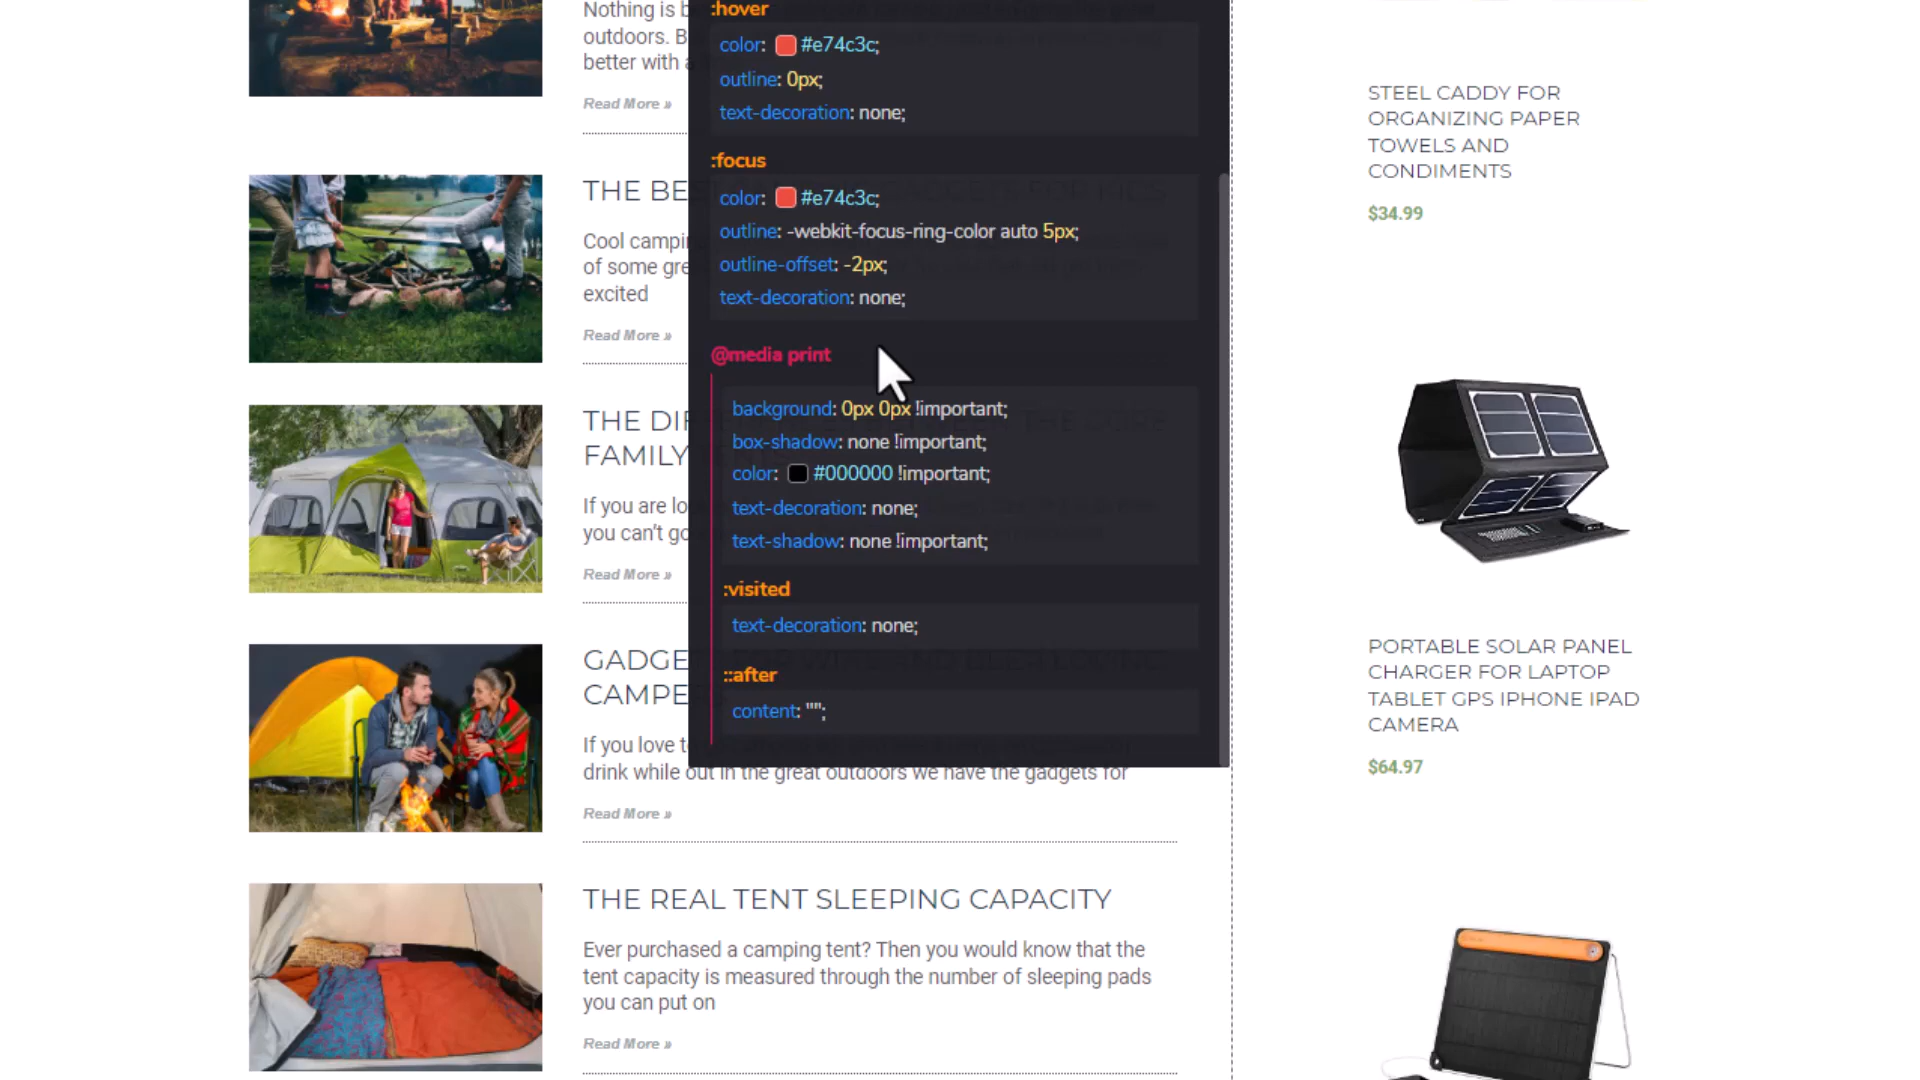 Nothing is b
outdoors. B
better with a
Read More »
THE BES
Cool campi
of some gre
excited
Read More »
THE DIF
FAMILY
If you are lo
you can't go
Read More »
GADGE
CAMPE
If you love t
drink while out in the great outdoors we have the gadgets for
Read More »
THE REAL TENT SLEEPING CAPACITY
Ever purchased a camping tent? Then you would know that the
tent capacity is measured through the number of sleeping pads
you can put on
Read More »
:hover
color: #e74c3c;
outline: 0px;
text-decoration: none;
:focus
color: #e74c3c;
outline: -webkit-focus-ring-color auto 5px;
outline-offset: -2px;
text-decoration: none;
@media print
background: 0px 0px !important;
box-shadow: none !important;
color: #000000 !important;
text-decoration: none;
text-shadow: none !important;
:visited
text-decoration: none;
::after
content: "";
STEEL CADDY FOR
ORGANIZING PAPER
TOWELS AND
CONDIMENTS
$34.99
PORTABLE SOLAR PANEL
CHARGER FOR LAPTOP
TABLET GPS IPHONE IPAD
CAMERA
$64.97